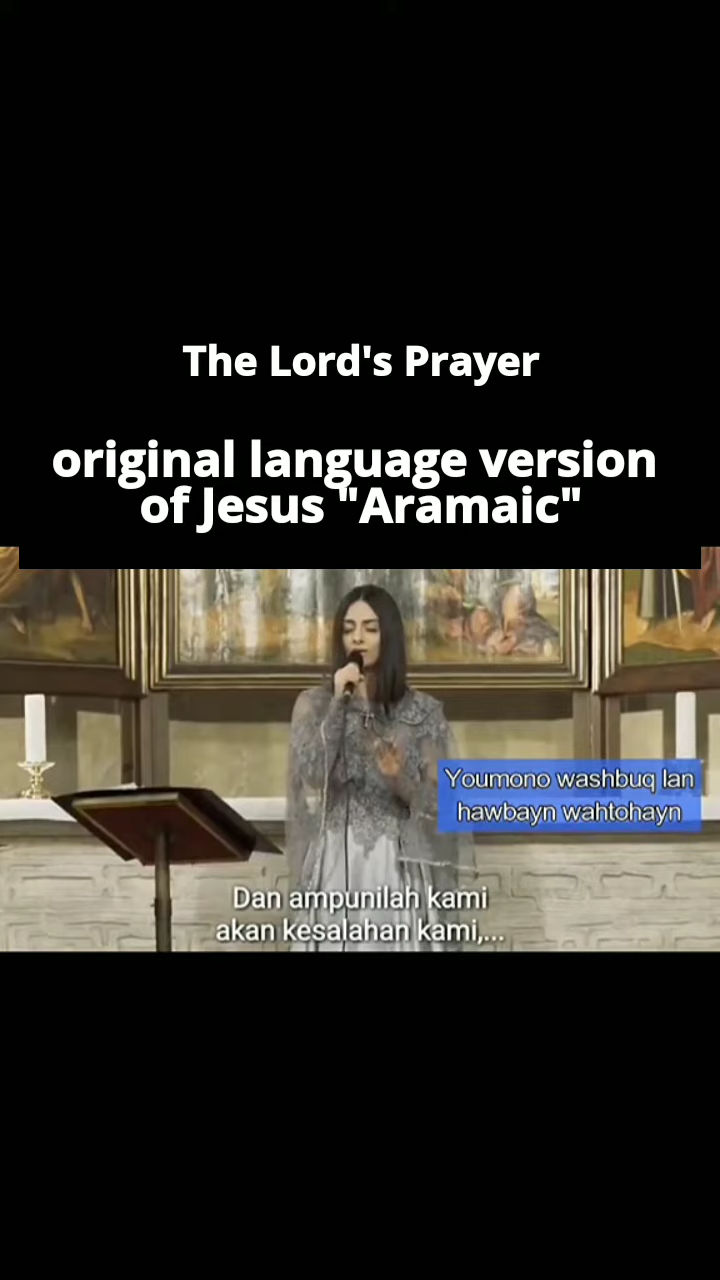 The Lord's Prayer
original language version
of Jesus "Aramaic"
Youmono washbuq lan
hawbayn wahtohayn
Dan ampunilah kami
akan kesalahan kami,...